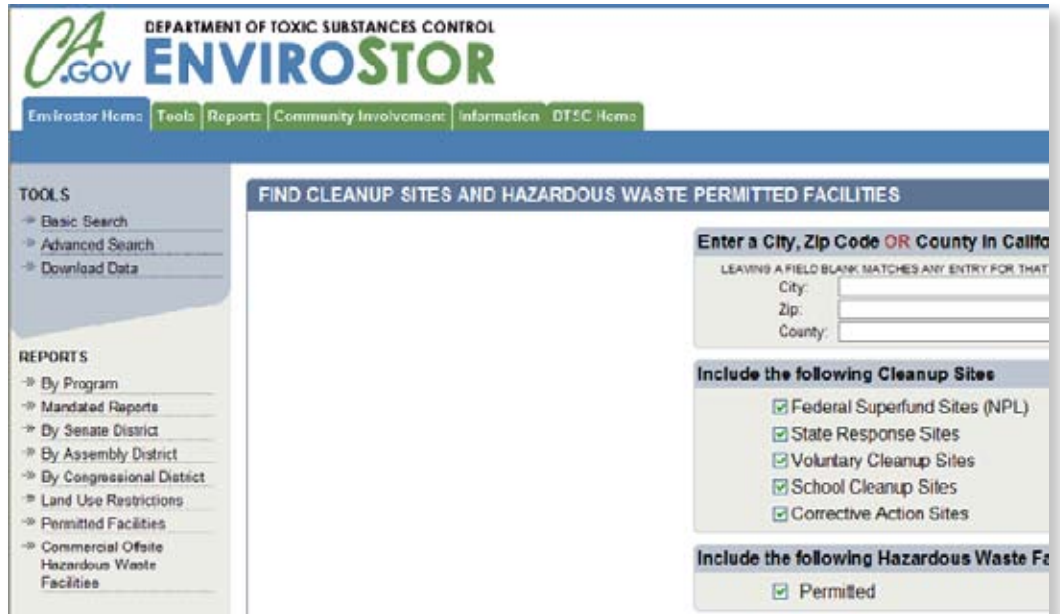 DEPARTMENT OF TOXIC SUBSTANCES CONTROL
CA.GOV ENVIROSTOR
Envirostor Home Tools Reports Community Involvement Information DTSC Home
TOOLS
Basic Search
Advanced Search
Download Data
REPORTS
By Program
Mandated Reports
By Senate District
By Assembly District
By Congressional District
Land Use Restrictions
Permitted Facilities
Commercial Offsite
Hazardous Waste
Facilities
FIND CLEANUP SITES AND HAZARDOUS WASTE PERMITTED FACILITIES
Enter a City, Zip Code OR County in Califo
LEAVING A FIELD BLANK MATCHES ANY ENTRY FOR THAT
City:
Zip:
County:
Include the following Cleanup Sites
Federal Superfund Sites (NPL)
State Response Sites
Voluntary Cleanup Sites
School Cleanup Sites
Corrective Action Sites
Include the following Hazardous Waste Fa
Permitted